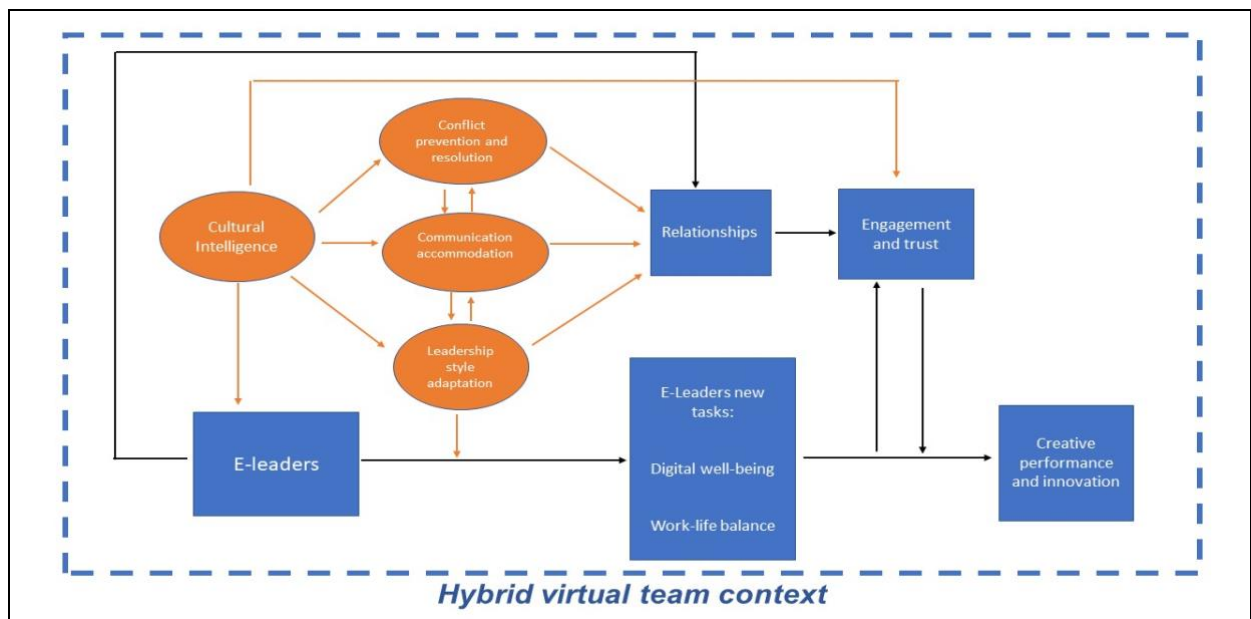 Conflict
prevention and
resolution
Cultural
Intelligence
Communication
accommodation
Relationships
Engagement
and trust
Leadership
style
adaptation
E-leaders
E-Leaders new
tasks:
Digital well-being
Work-life balance
Creative
performance
and innovation
Hybrid virtual team context